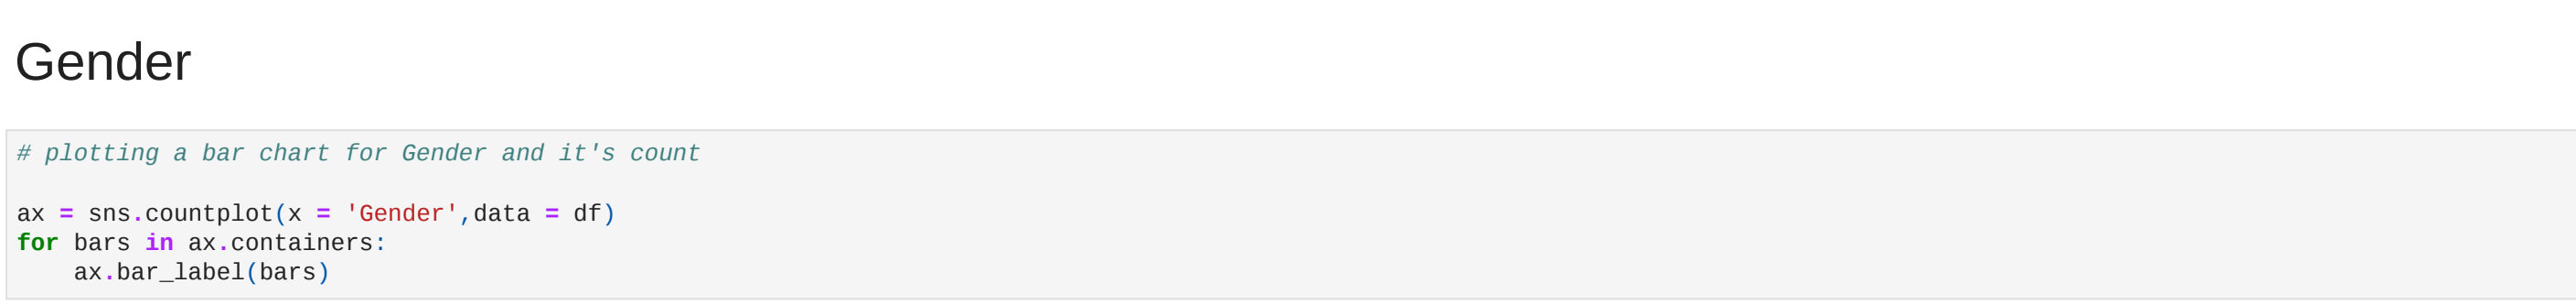 Gender
# plotting a bar chart for Gender and it's count
ax = sns.countplot(x = 'Gender',data = df)
for bars in ax.containers:
    ax.bar_label(bars)